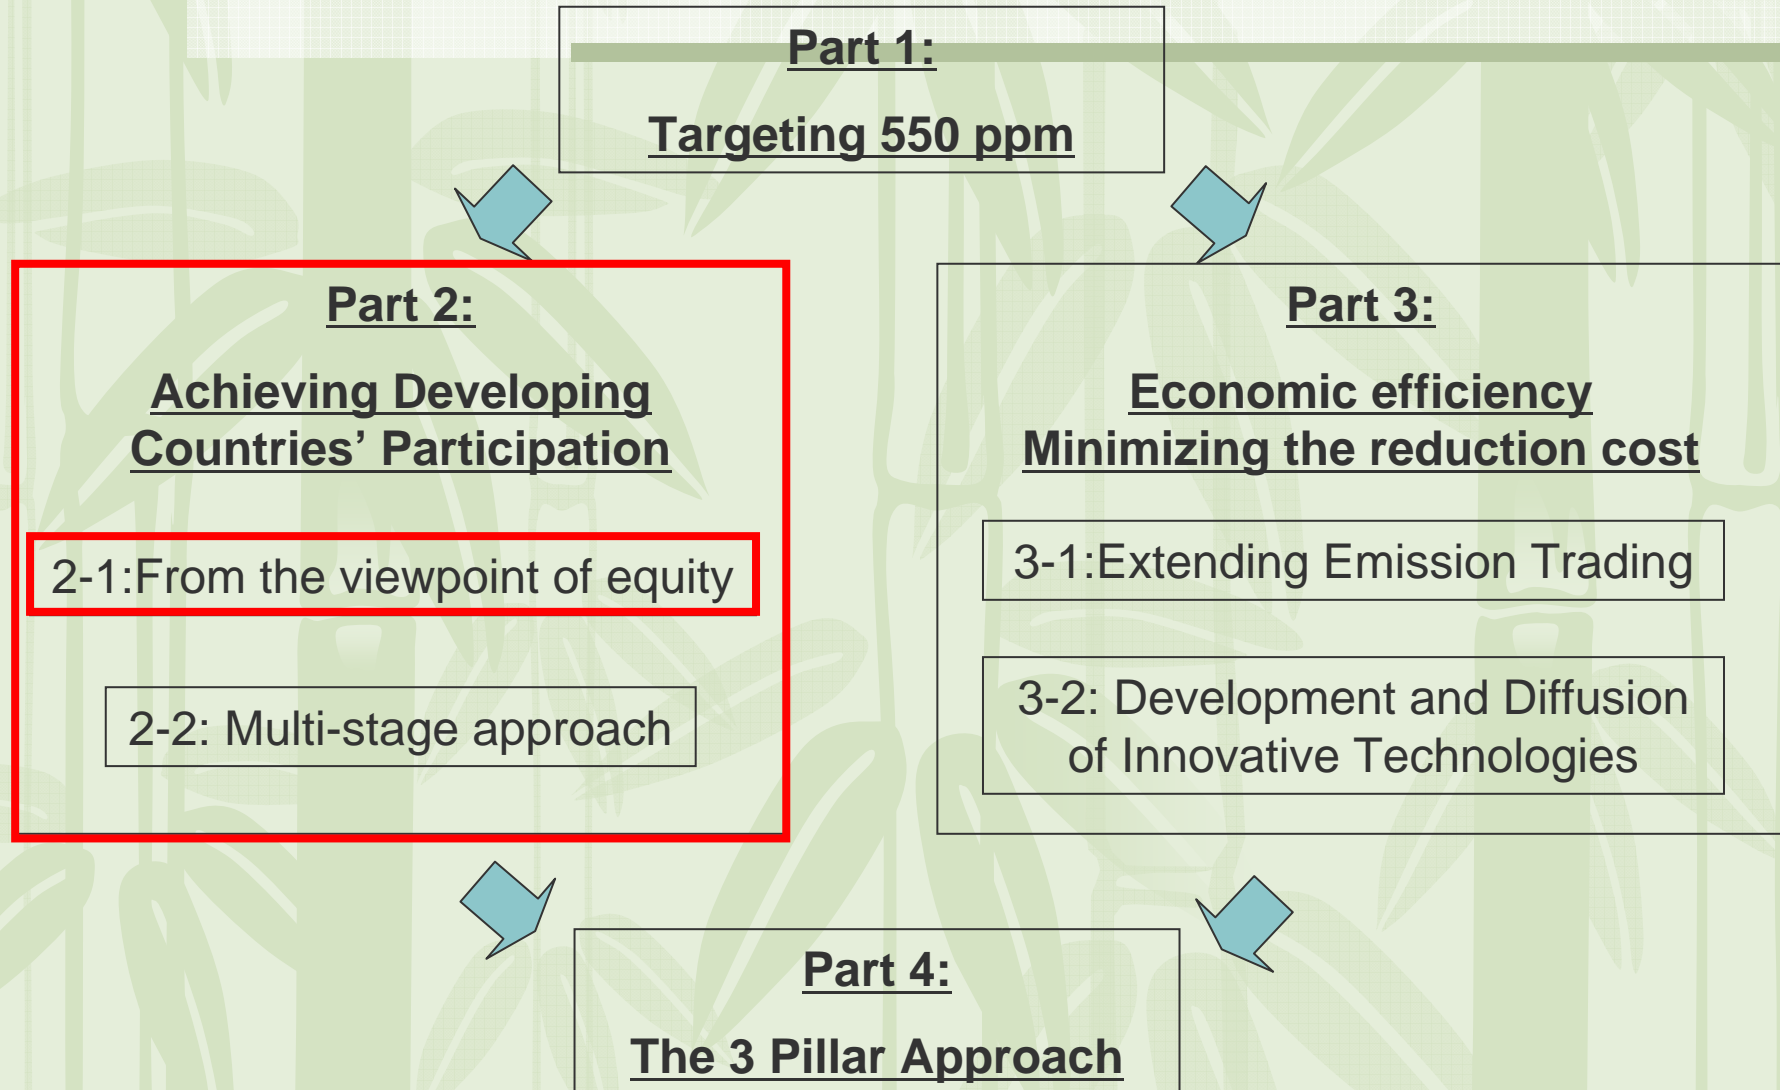 Part 1:
Targeting 550 ppm
Part 2:
Achieving Developing
Countries’ Participation
2-1:From the viewpoint of equity
2-2: Multi-stage approach
Part 3:
Economic efficiency
Minimizing the reduction cost
3-1:Extending Emission Trading
3-2: Development and Diffusion
of Innovative Technologies
Part 4:
The 3 Pillar Approach